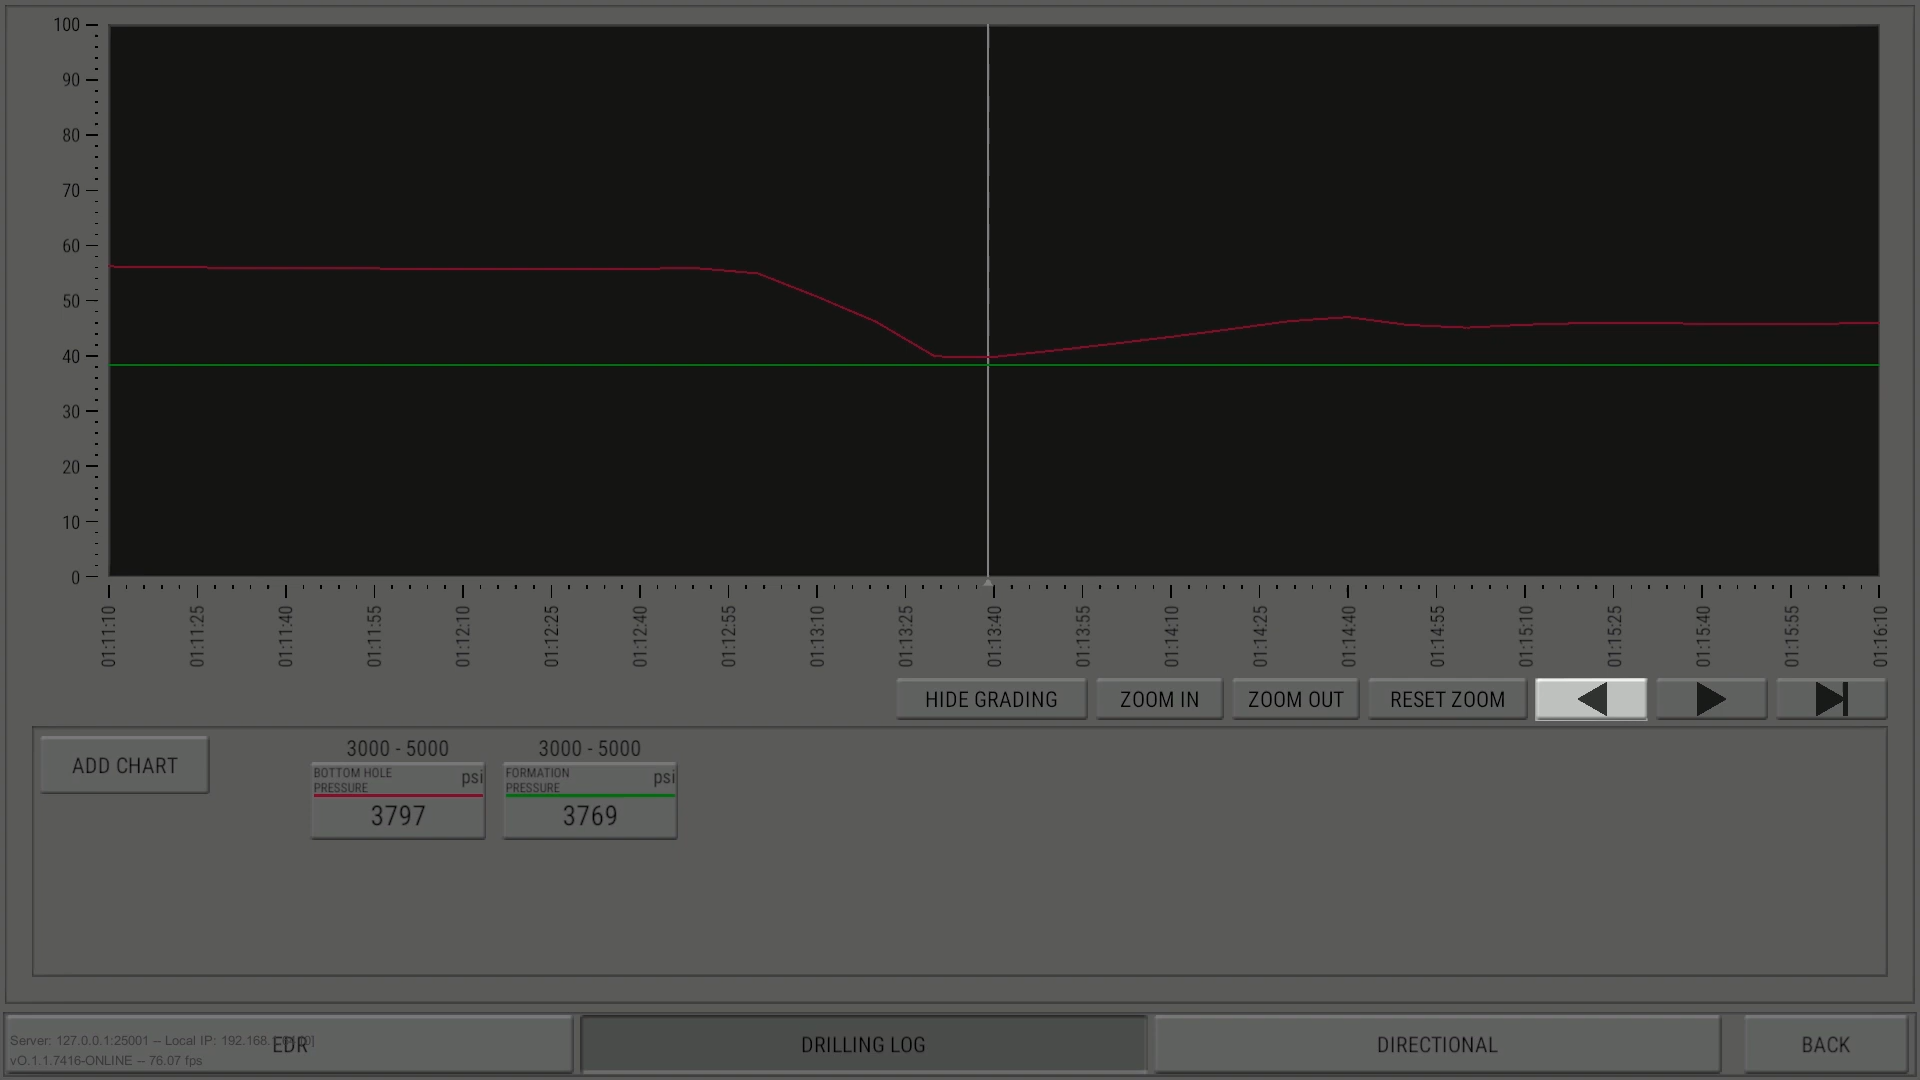 100
90
80
70
60
50
40
30
20
10
0
01:11:10
01:11:25
01:11:40
01:11:55
01:12:10
01:12:25
01:12:40
01:12:55
01:13:10
01:13:25
01:13:40
01:13:55
01:14:10
01:14:25
01:14:40
01:14:55
01:15:10
01:15:25
01:15:40
01:15:55
01:16:10
HIDE GRADING
ZOOM IN
ZOOM OUT
RESET ZOOM
ADD CHART
3000 - 5000
BOTTOM HOLE
PRESSURE
psi
3797
3000 - 5000
FORMATION
PRESSURE
psi
3769
Server: 127.0.0.1:25001 -- Local IP: 192.168.
vO.1.1.7416-ONLINE -- 76.07 fps
EDR
DRILLING LOG
DIRECTIONAL
BACK